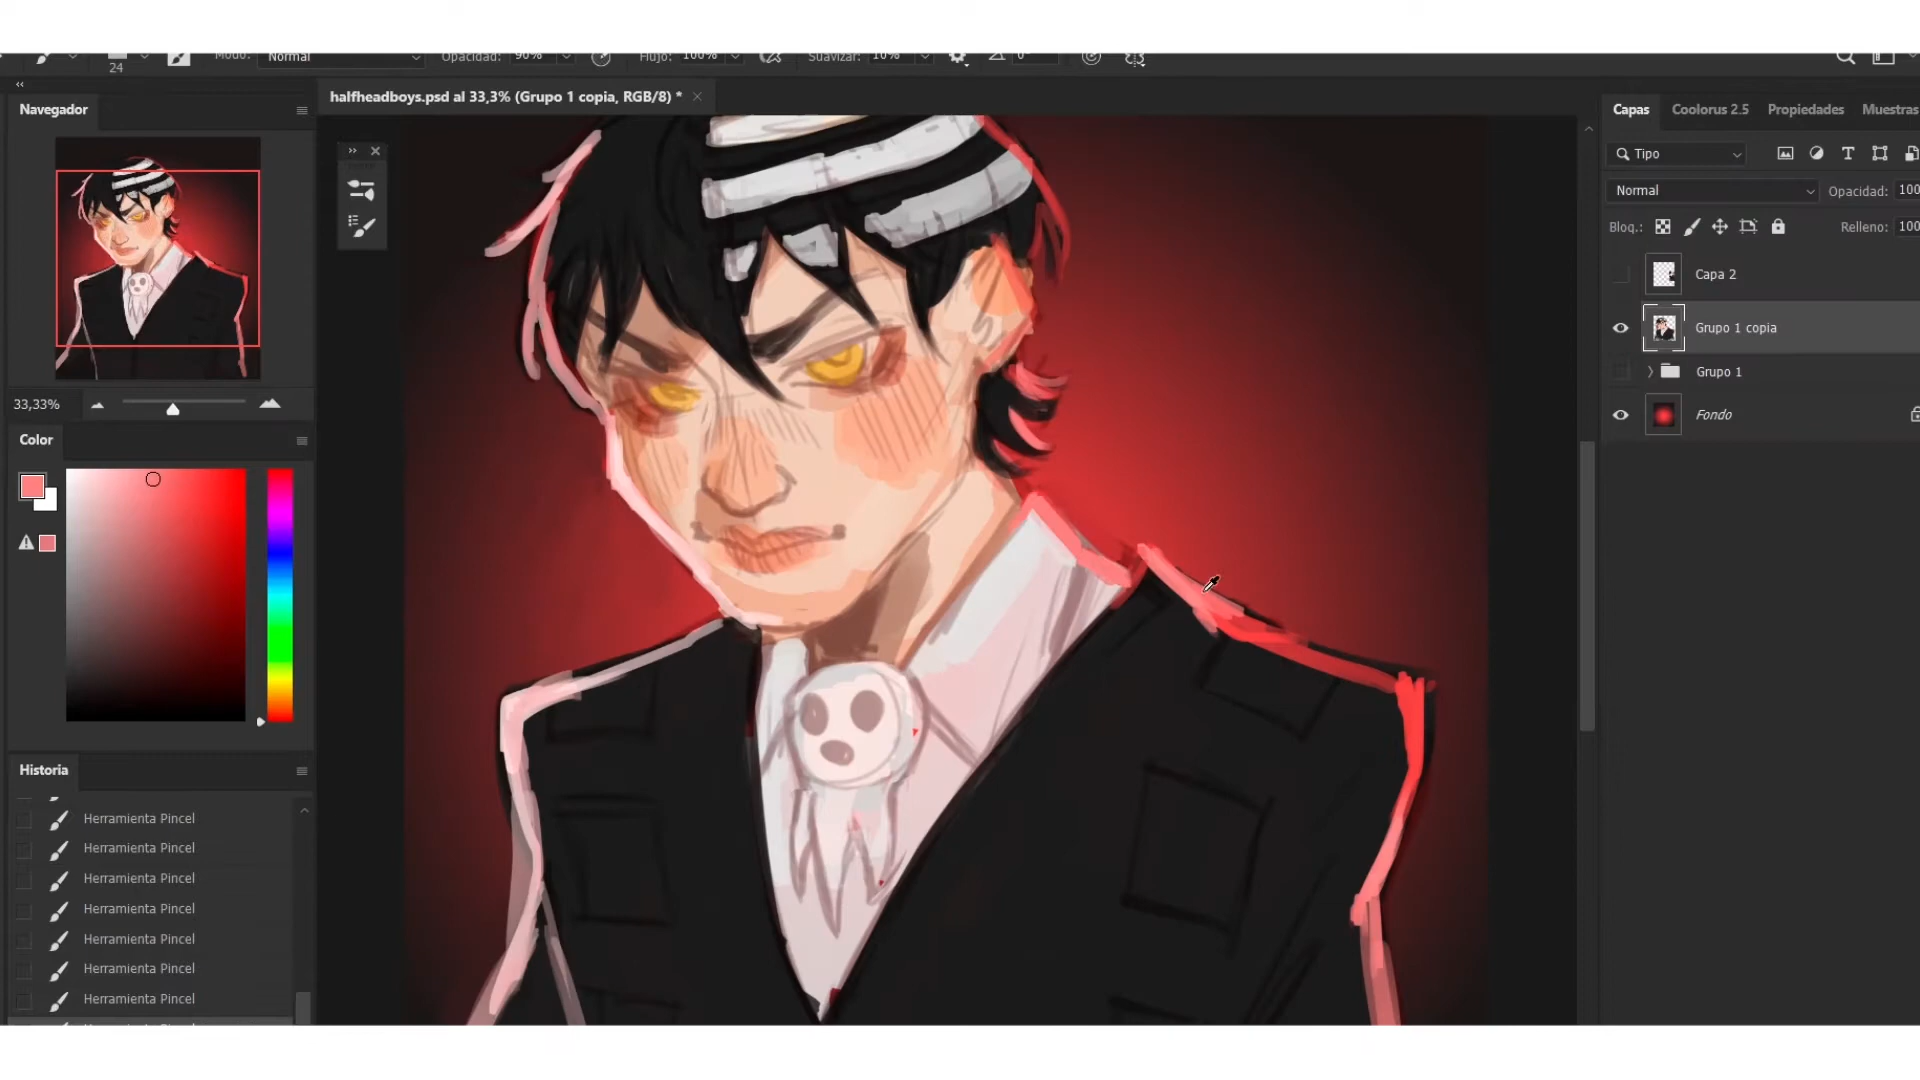 Modo: Normal Opacidad: 90% Flujo: 100% Suavizar: 10% 0°
24
halfheadboys.psd al 33,3% (Grupo 1 copia, RGB/8) *
Navegador
33,33%
Color
Historia
Herramienta Pincel
Herramienta Pincel
Herramienta Pincel
Herramienta Pincel
Herramienta Pincel
Herramienta Pincel
Herramienta Pincel
Capas Coolorus 2.5 Propiedades Muestras
Tipo
Normal Opacidad: 100
Bloq.: Relleno: 100
Capa 2
Grupo 1 copia
Grupo 1
Fondo